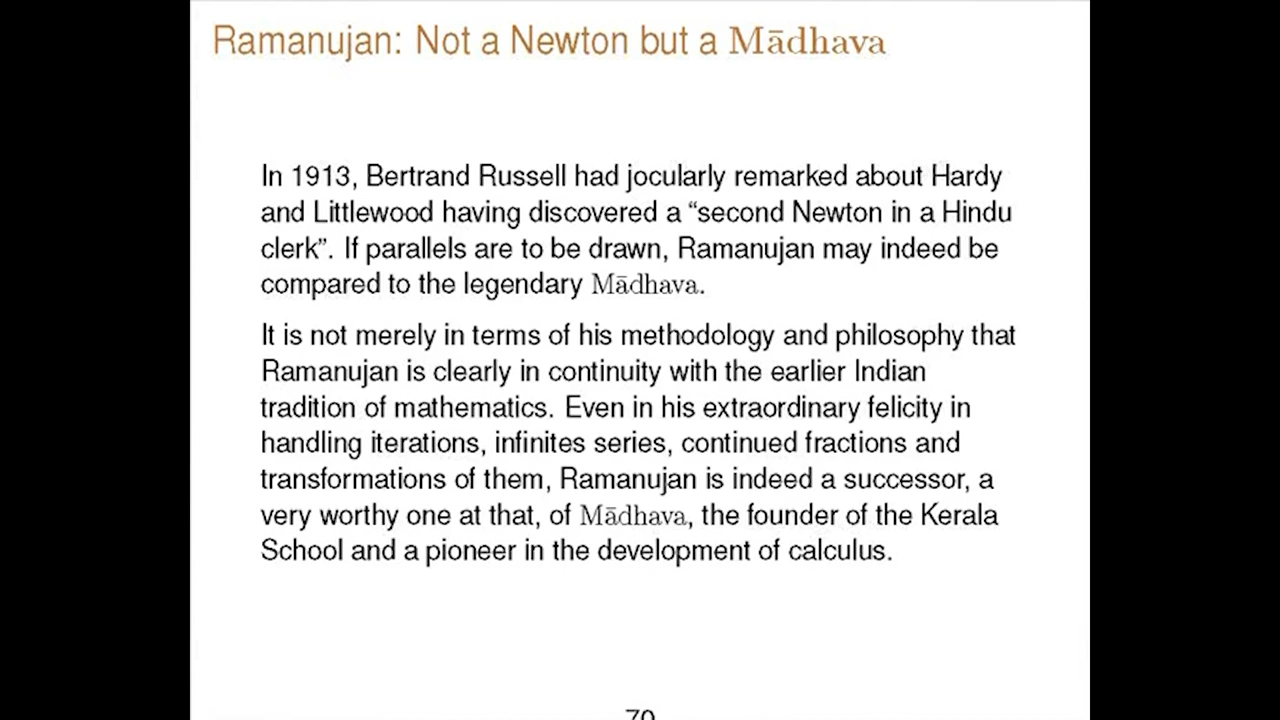 Ramanujan: Not a Newton but a Mādhava
In 1913, Bertrand Russell had jocularly remarked about Hardy
and Littlewood having discovered a “second Newton in a Hindu
clerk”. If parallels are to be drawn, Ramanujan may indeed be
compared to the legendary Mādhava.
It is not merely in terms of his methodology and philosophy that
Ramanujan is clearly in continuity with the earlier Indian
tradition of mathematics. Even in his extraordinary felicity in
handling iterations, infinites series, continued fractions and
transformations of them, Ramanujan is indeed a successor, a
very worthy one at that, of Mādhava, the founder of the Kerala
School and a pioneer in the development of calculus.